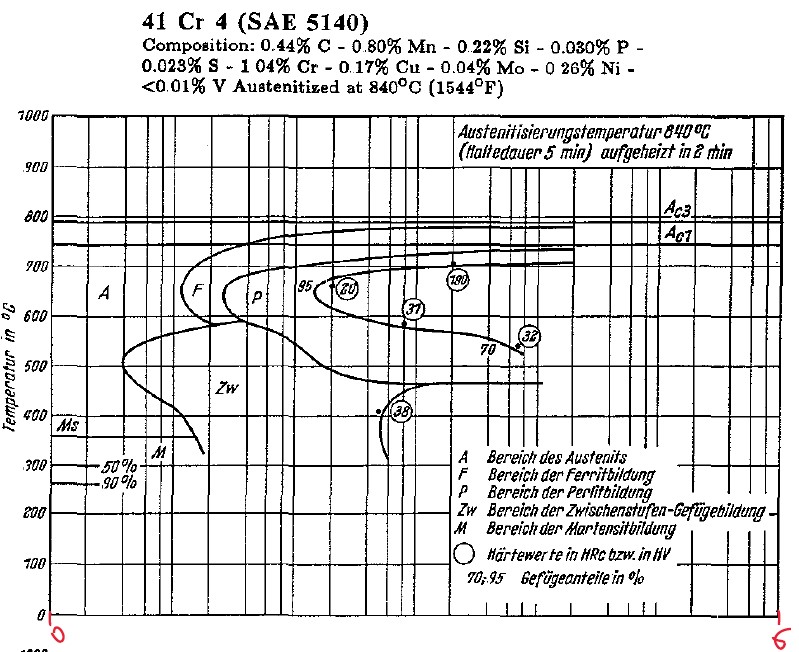 41 Cr 4 (SAE 5140)
Composition: 0.44% C - 0.80% Mn - 0.22% Si - 0.030% P -
0.023% S - 1 04% Cr - 0.17% Cu - 0.04% Mo - 0 26% Ni -
<0.01% V Austenitized at 840°C (1544°F)
1000
Austenitisierungstemperatur 840°C
(Haltedauer 5 min) aufgeheizt in 2 min
900
800
Ac3
Ac1
700
A
F
P
95
20
180
600
31
32
70
Temperatur in °C
500
Zw
400
38
Ms
M
300
50%
90%
A Bereich des Austenits
F Bereich der Ferritbildung
P Bereich der Perlitbildung
Zw Bereich der Zwischenstufen-Gefügebildung
M Bereich der Martensitbildung
200
Härtewerte in HRc bzw. in HV
100
70;95 Gefügeanteile in %
0
0
6